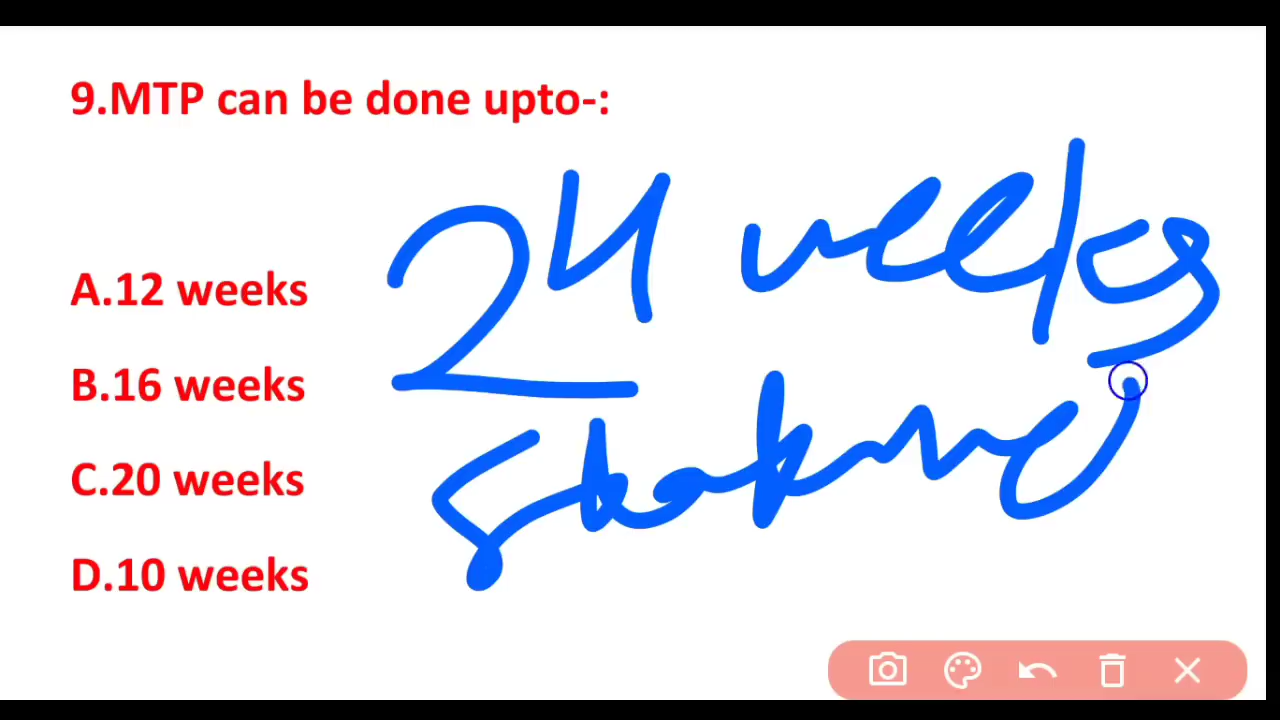 9.MTP can be done upto-:
24 weeks
A.12 weeks
B.16 weeks
C.20 weeks
D.10 weeks